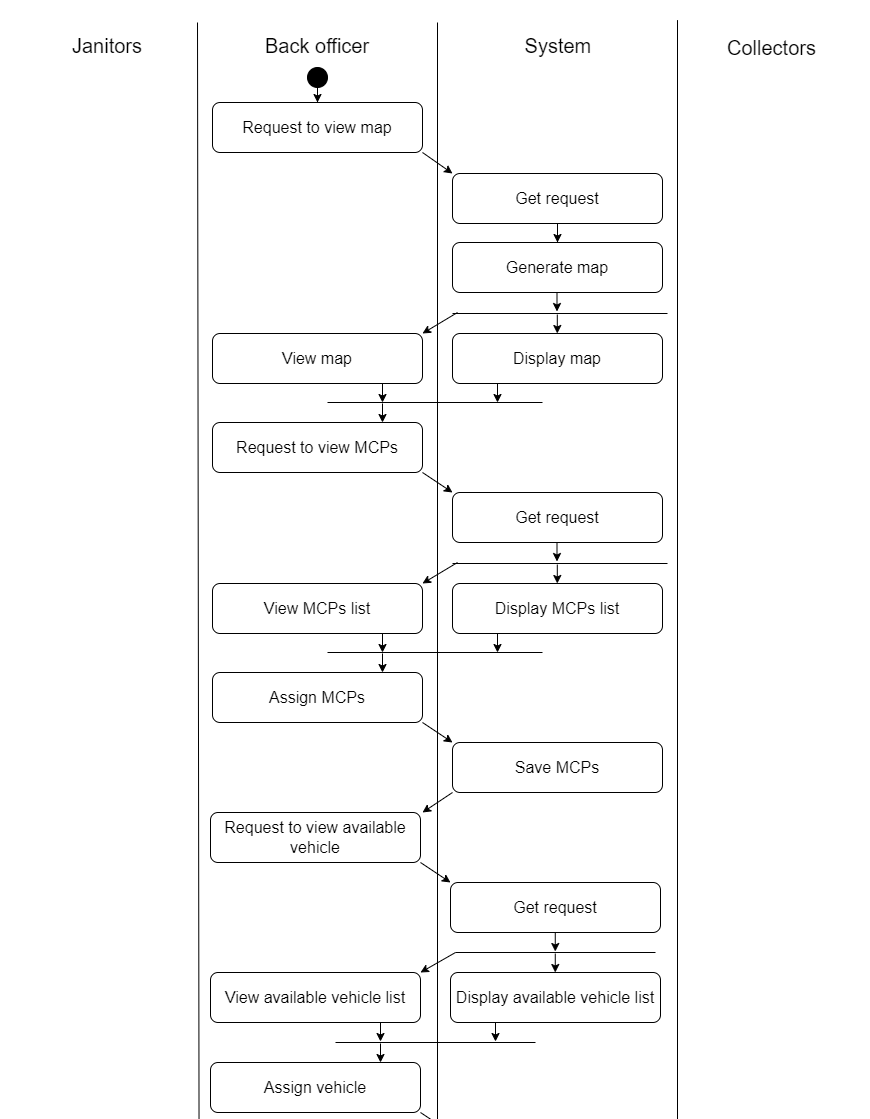 Janitors
Back officer
System
Collectors
Request to view map
Get request
Generate map
View map
Display map
Request to view MCPs
Get request
View MCPs list
Display MCPs list
Assign MCPs
Save MCPs
Request to view available
vehicle
Get request
View available vehicle list
Display available vehicle list
Assign vehicle